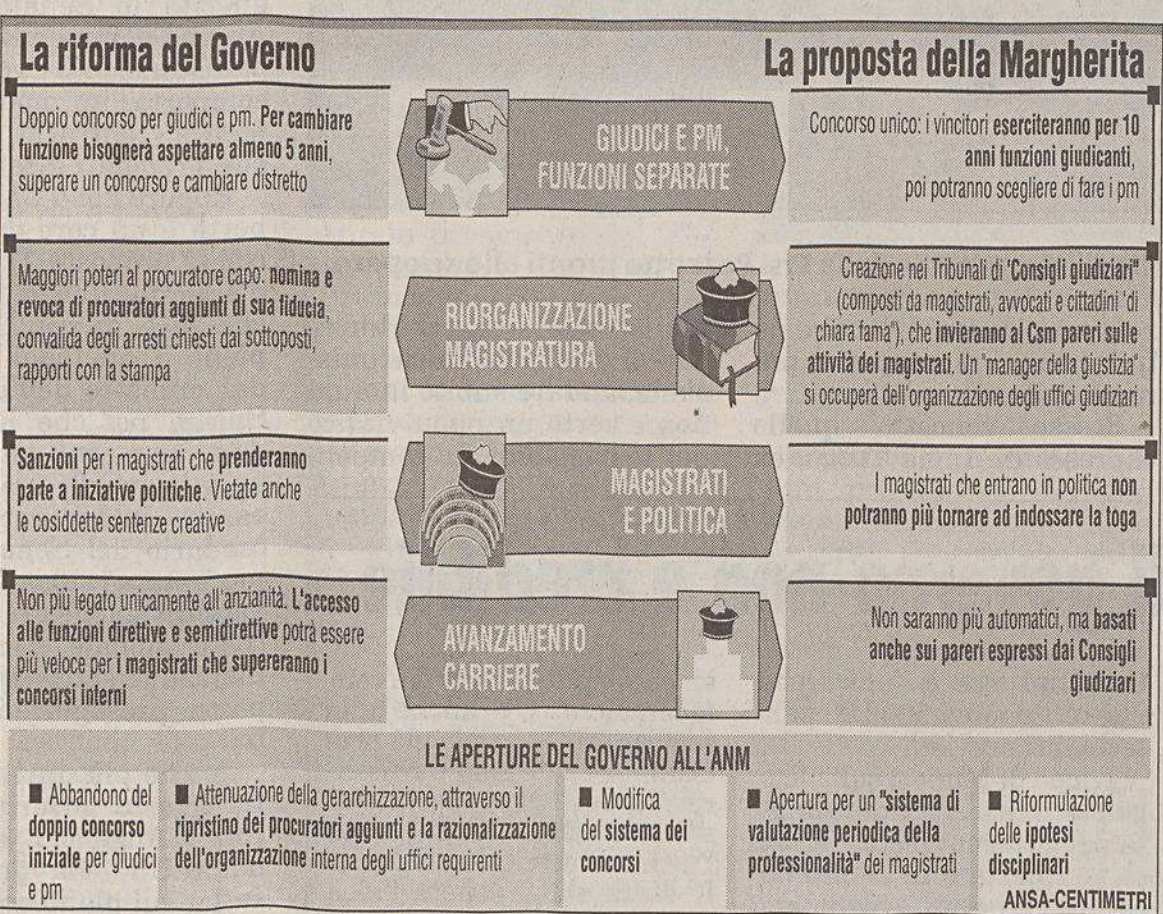 La riforma del Governo
La proposta della Margherita
Doppio concorso per giudici e pm. Per cambiare
funzione bisognerà aspettare almeno 5 anni,
superare un concorso e cambiare distretto
GIUDICI E PM,
FUNZIONI SEPARATE
Concorso unico: i vincitori eserciteranno per 10
anni funzioni giudicanti,
poi potranno scegliere di fare i pm
Maggiori poteri al procuratore capo: nomina e
revoca di procuratori aggiunti di sua fiducia,
convalida degli arresti chiesti dai sottoposti,
rapporti con la stampa
RIORGANIZZAZIONE
MAGISTRATURA
Creazione nei Tribunali di "Consigli giudiziari"
(composti da magistrati, avvocati e cittadini 'di
chiara fama"), che invieranno al Csm pareri sulle
attività dei magistrati. Un "manager della giustizia"
si occuperà dell'organizzazione degli uffici giudiziari
Sanzioni per i magistrati che prenderanno
parte a iniziative politiche. Vietate anche
le cosiddette sentenze creative
MAGISTRATI
E POLITICA
I magistrati che entrano in politica non
potranno più tornare ad indossare la toga
Non più legato unicamente all'anzianità. L'accesso
alle funzioni direttive e semidirettive potrà essere
più veloce per i magistrati che supereranno i
concorsi interni
AVANZAMENTO
CARRIERE
Non saranno più automatici, ma basati
anche sui pareri espressi dai Consigli
giudiziari
LE APERTURE DEL GOVERNO ALL'ANM
■ Abbandono del
doppio concorso
iniziale per giudici
e pm
■ Attenuazione della gerarchizzazione, attraverso il
ripristino dei procuratori aggiunti e la razionalizzazione
dell'organizzazione interna degli uffici requirenti
■ Modifica
del sistema dei
concorsi
■ Apertura per un "sistema di
valutazione periodica della
professionalità" dei magistrati
■ Riformulazione
delle ipotesi
disciplinari
ANSA-CENTIMETRI